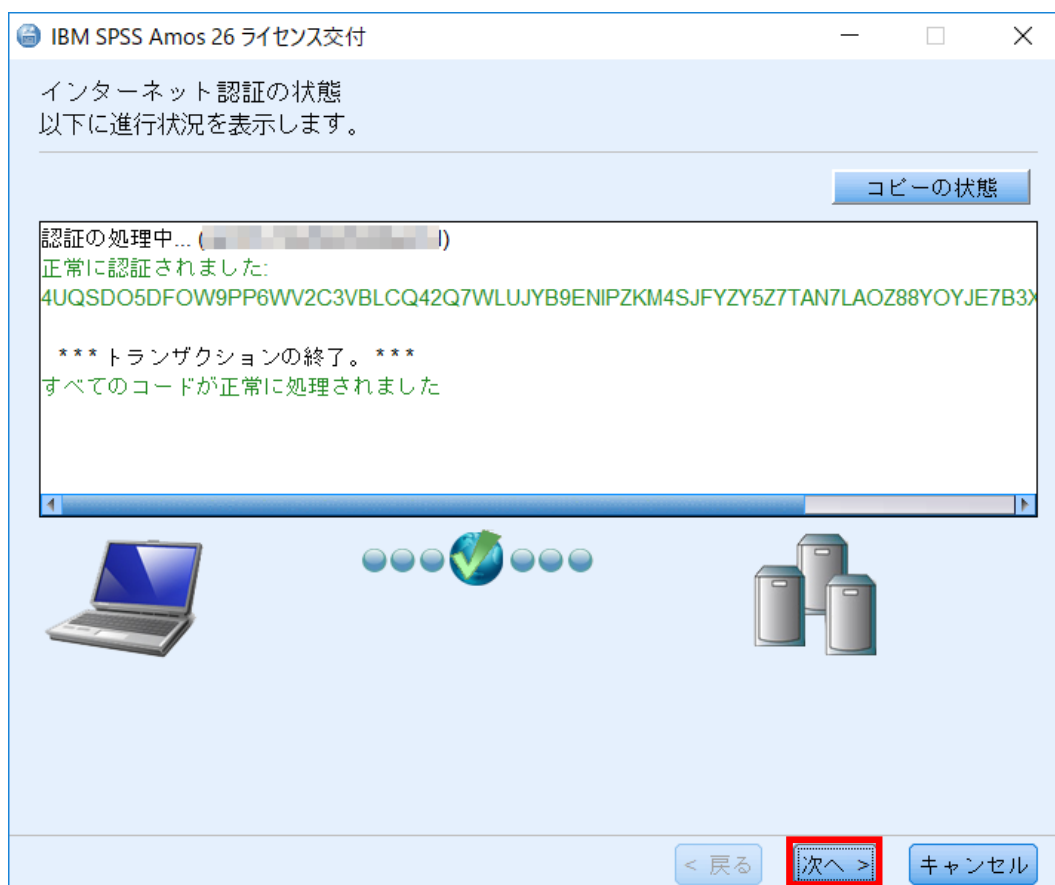 IBM SPSS Amos 26 ライセンス交付
インターネット認証の状態
以下に進行状況を表示します。
コピーの状態
認証の処理中... ( )
正常に認証されました:
4UQSDO5DFOW9PP6WV2C3VBLCQ42Q7WLUJYB9ENIPZKM4SJFYZY5Z7TAN7LAOZ88YOYJE7B3X
*** トランザクションの終了。 ***
すべてのコードが正常に処理されました
< 戻る
次へ >
キャンセル